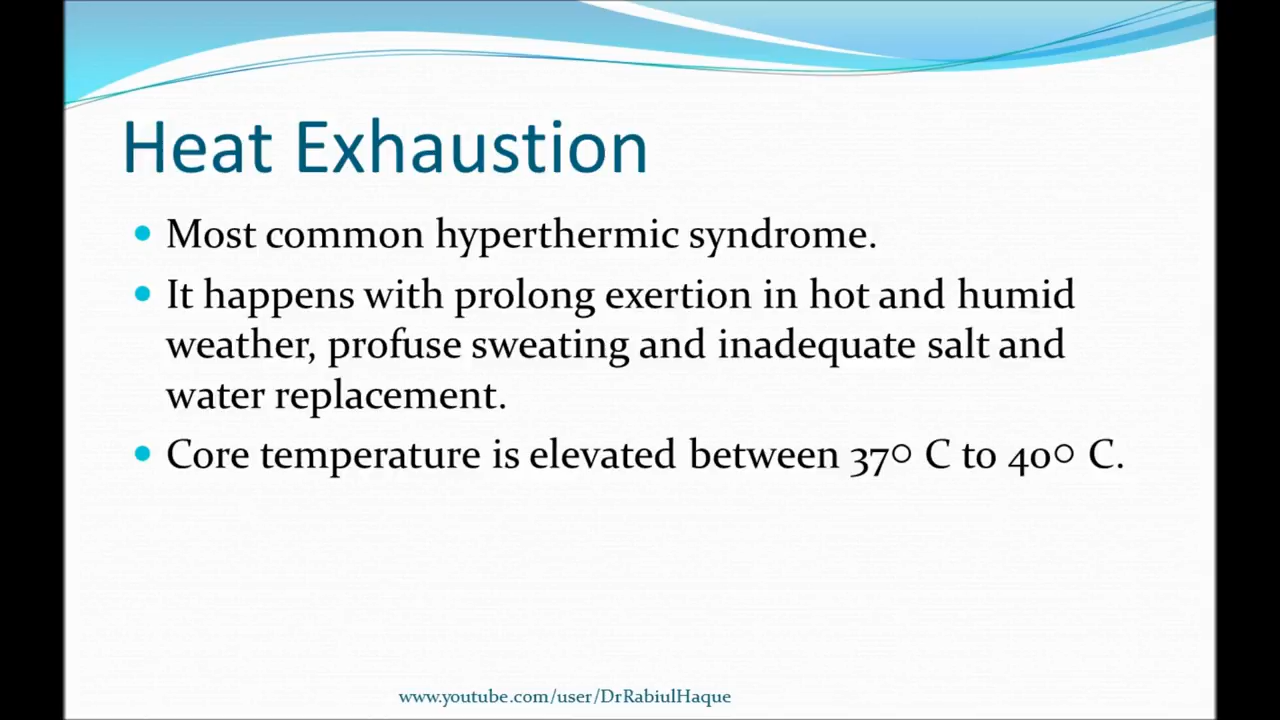 Heat Exhaustion
• Most common hyperthermic syndrome.
• It happens with prolong exertion in hot and humid
weather, profuse sweating and inadequate salt and
water replacement.
• Core temperature is elevated between 37○ C to 40○ C.
www.youtube.com/user/DrRabiulHaque